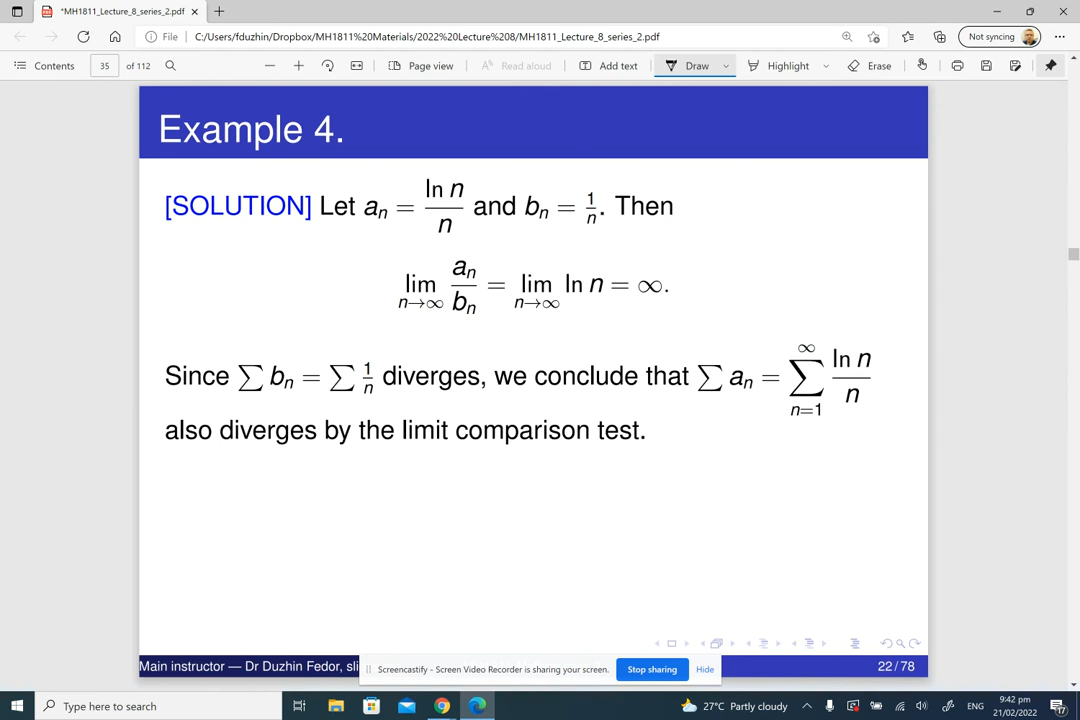 *MH1811_Lecture_8_series_2.pdf
File C:/Users/fduzhin/Dropbox/MH1811%20Materials/2022%20Lecture%208/MH1811_Lecture_8_series_2.pdf Not syncing
Contents 35 of 112 Page view Read aloud Add text Draw Highlight Erase
Example 4.
[SOLUTION] Let aₙ = ln n / n and bₙ = 1/n. Then
lim n→∞ aₙ/bₙ = lim n→∞ ln n = ∞.
Since ∑ bₙ = ∑ 1/n diverges, we conclude that ∑ aₙ = ∑ n=1 ∞ ln n / n
also diverges by the limit comparison test.
Main instructor — Dr Duzhin Fedor, sli 22 / 78
Screencastify - Screen Video Recorder is sharing your screen. Stop sharing Hide
Type here to search 27°C Partly cloudy ENG 9:42 pm
21/02/2022 17